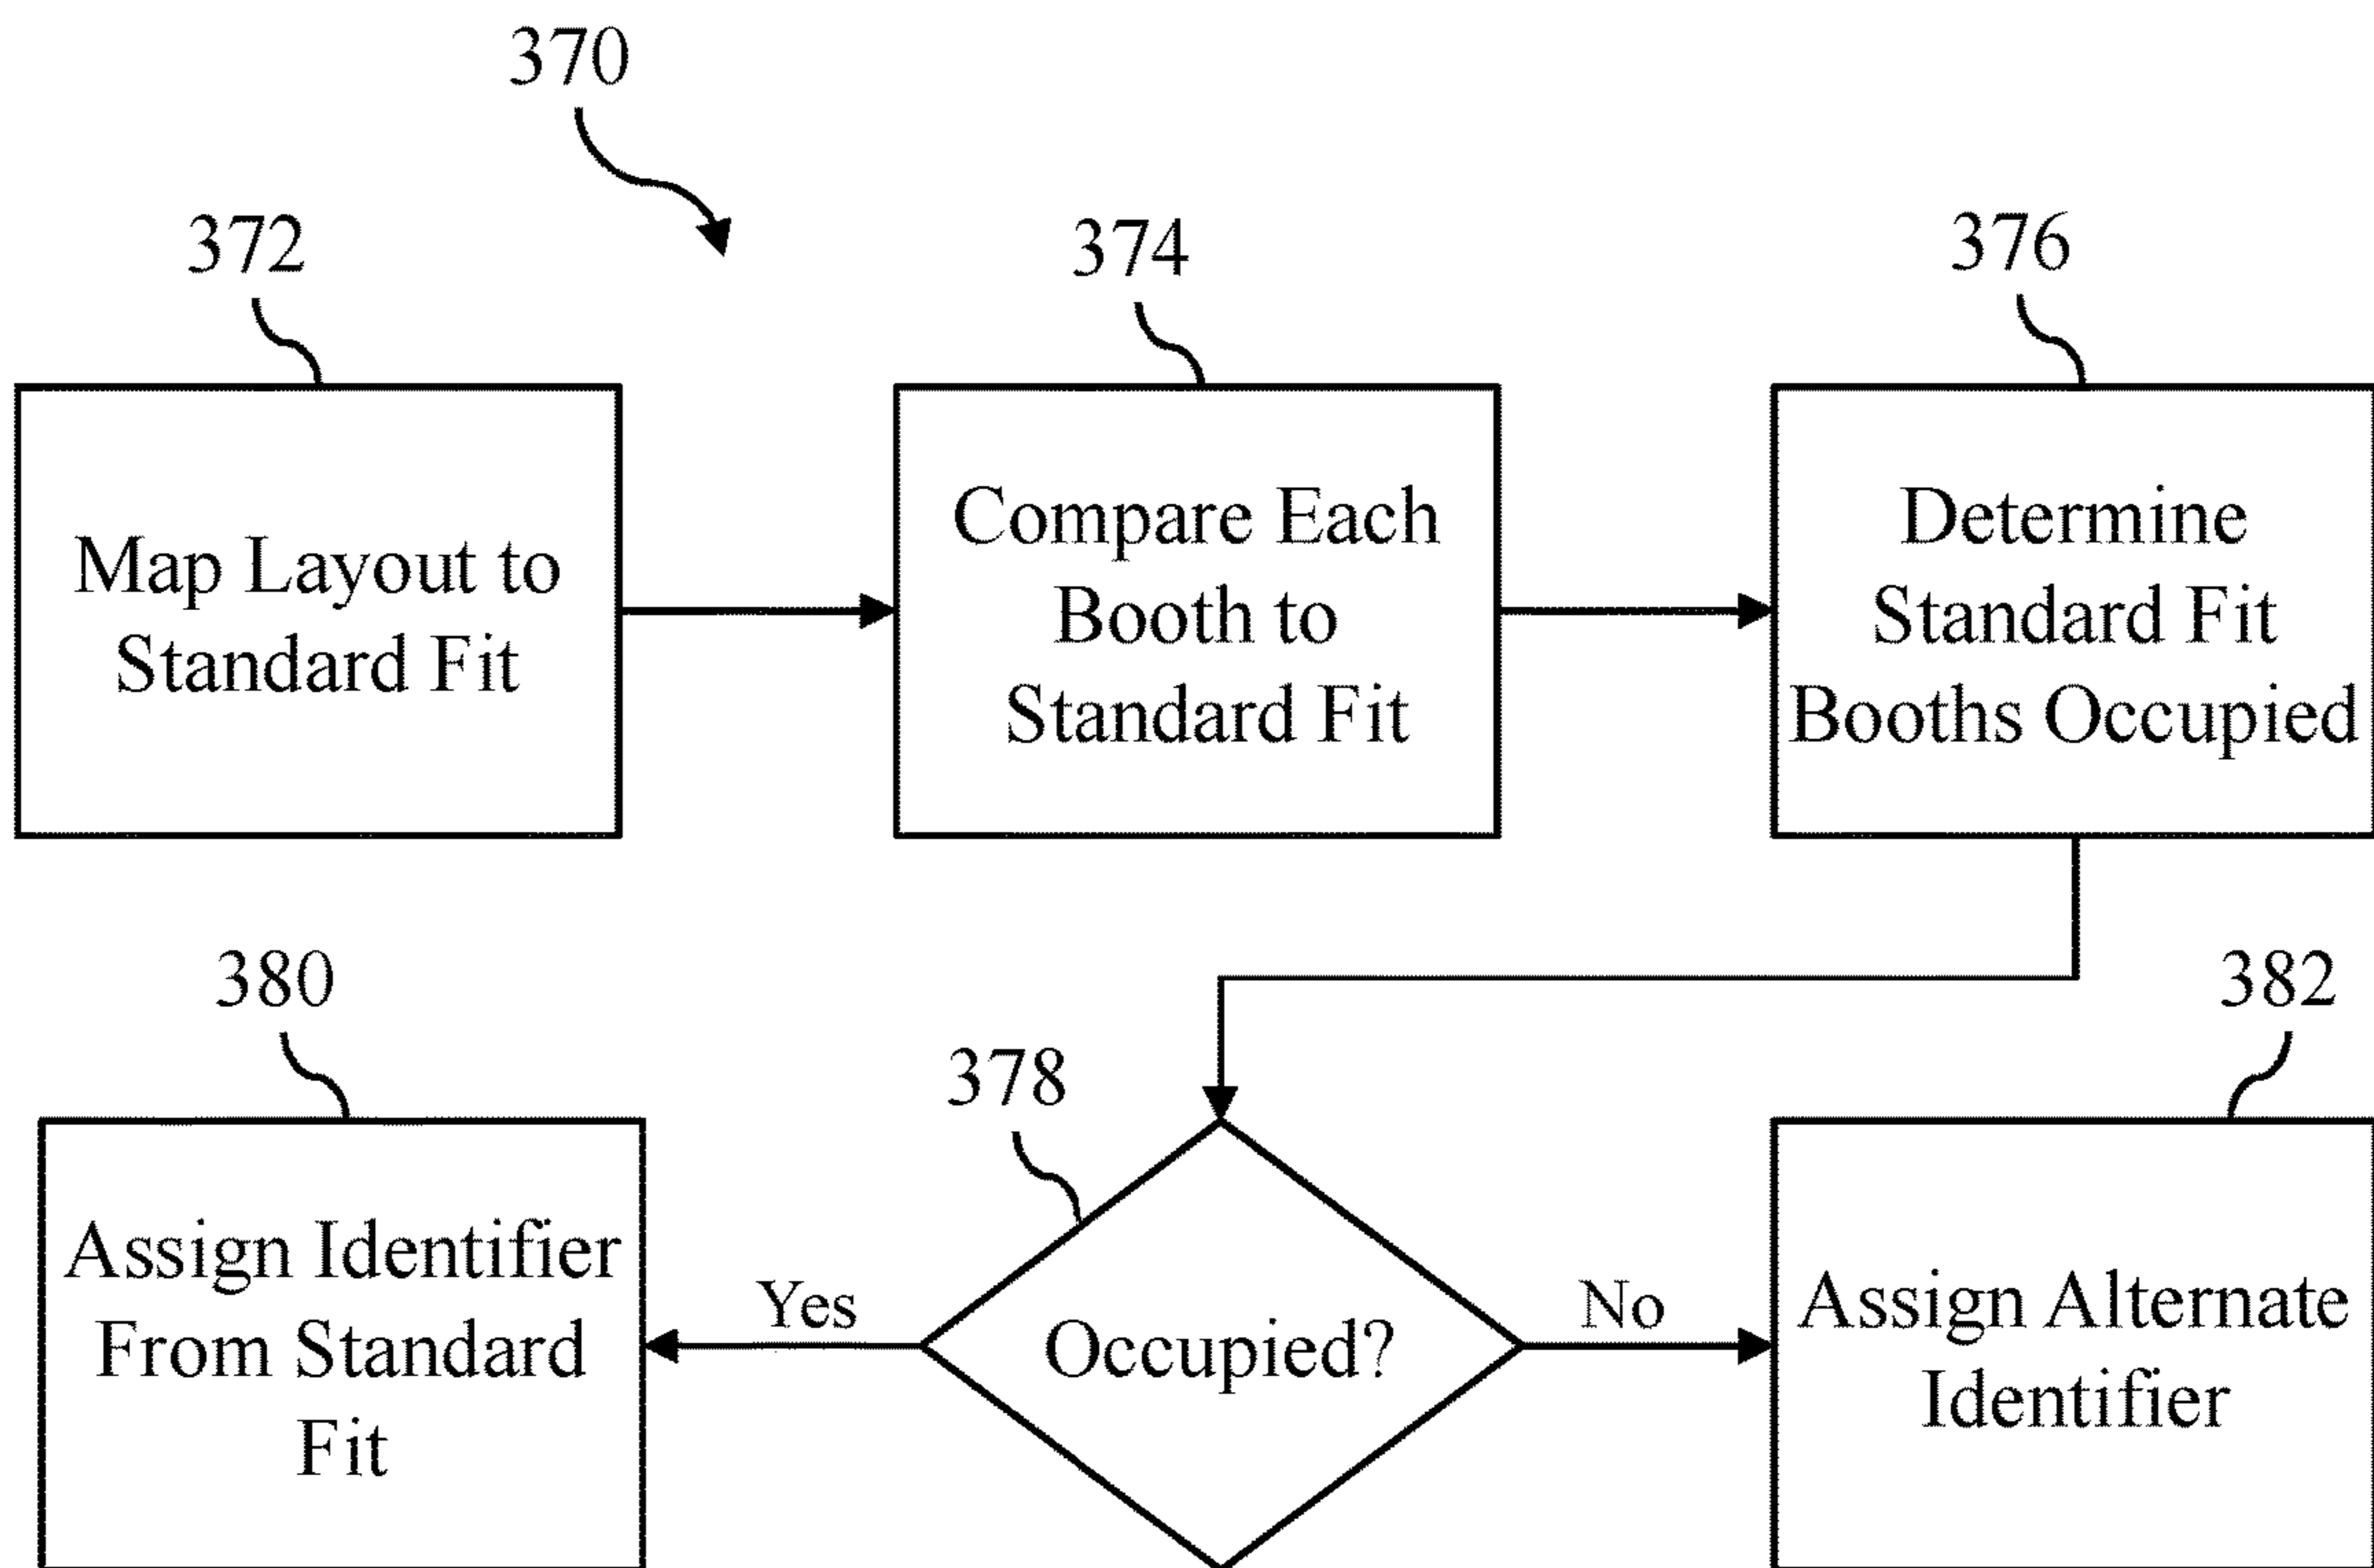 370
372
374
376
Map Layout to
Standard Fit
Compare Each
Booth to
Standard Fit
Determine
Standard Fit
Booths Occupied
380
378
382
Assign Identifier
From Standard
Fit
Yes
Occupied?
No
Assign Alternate
Identifier